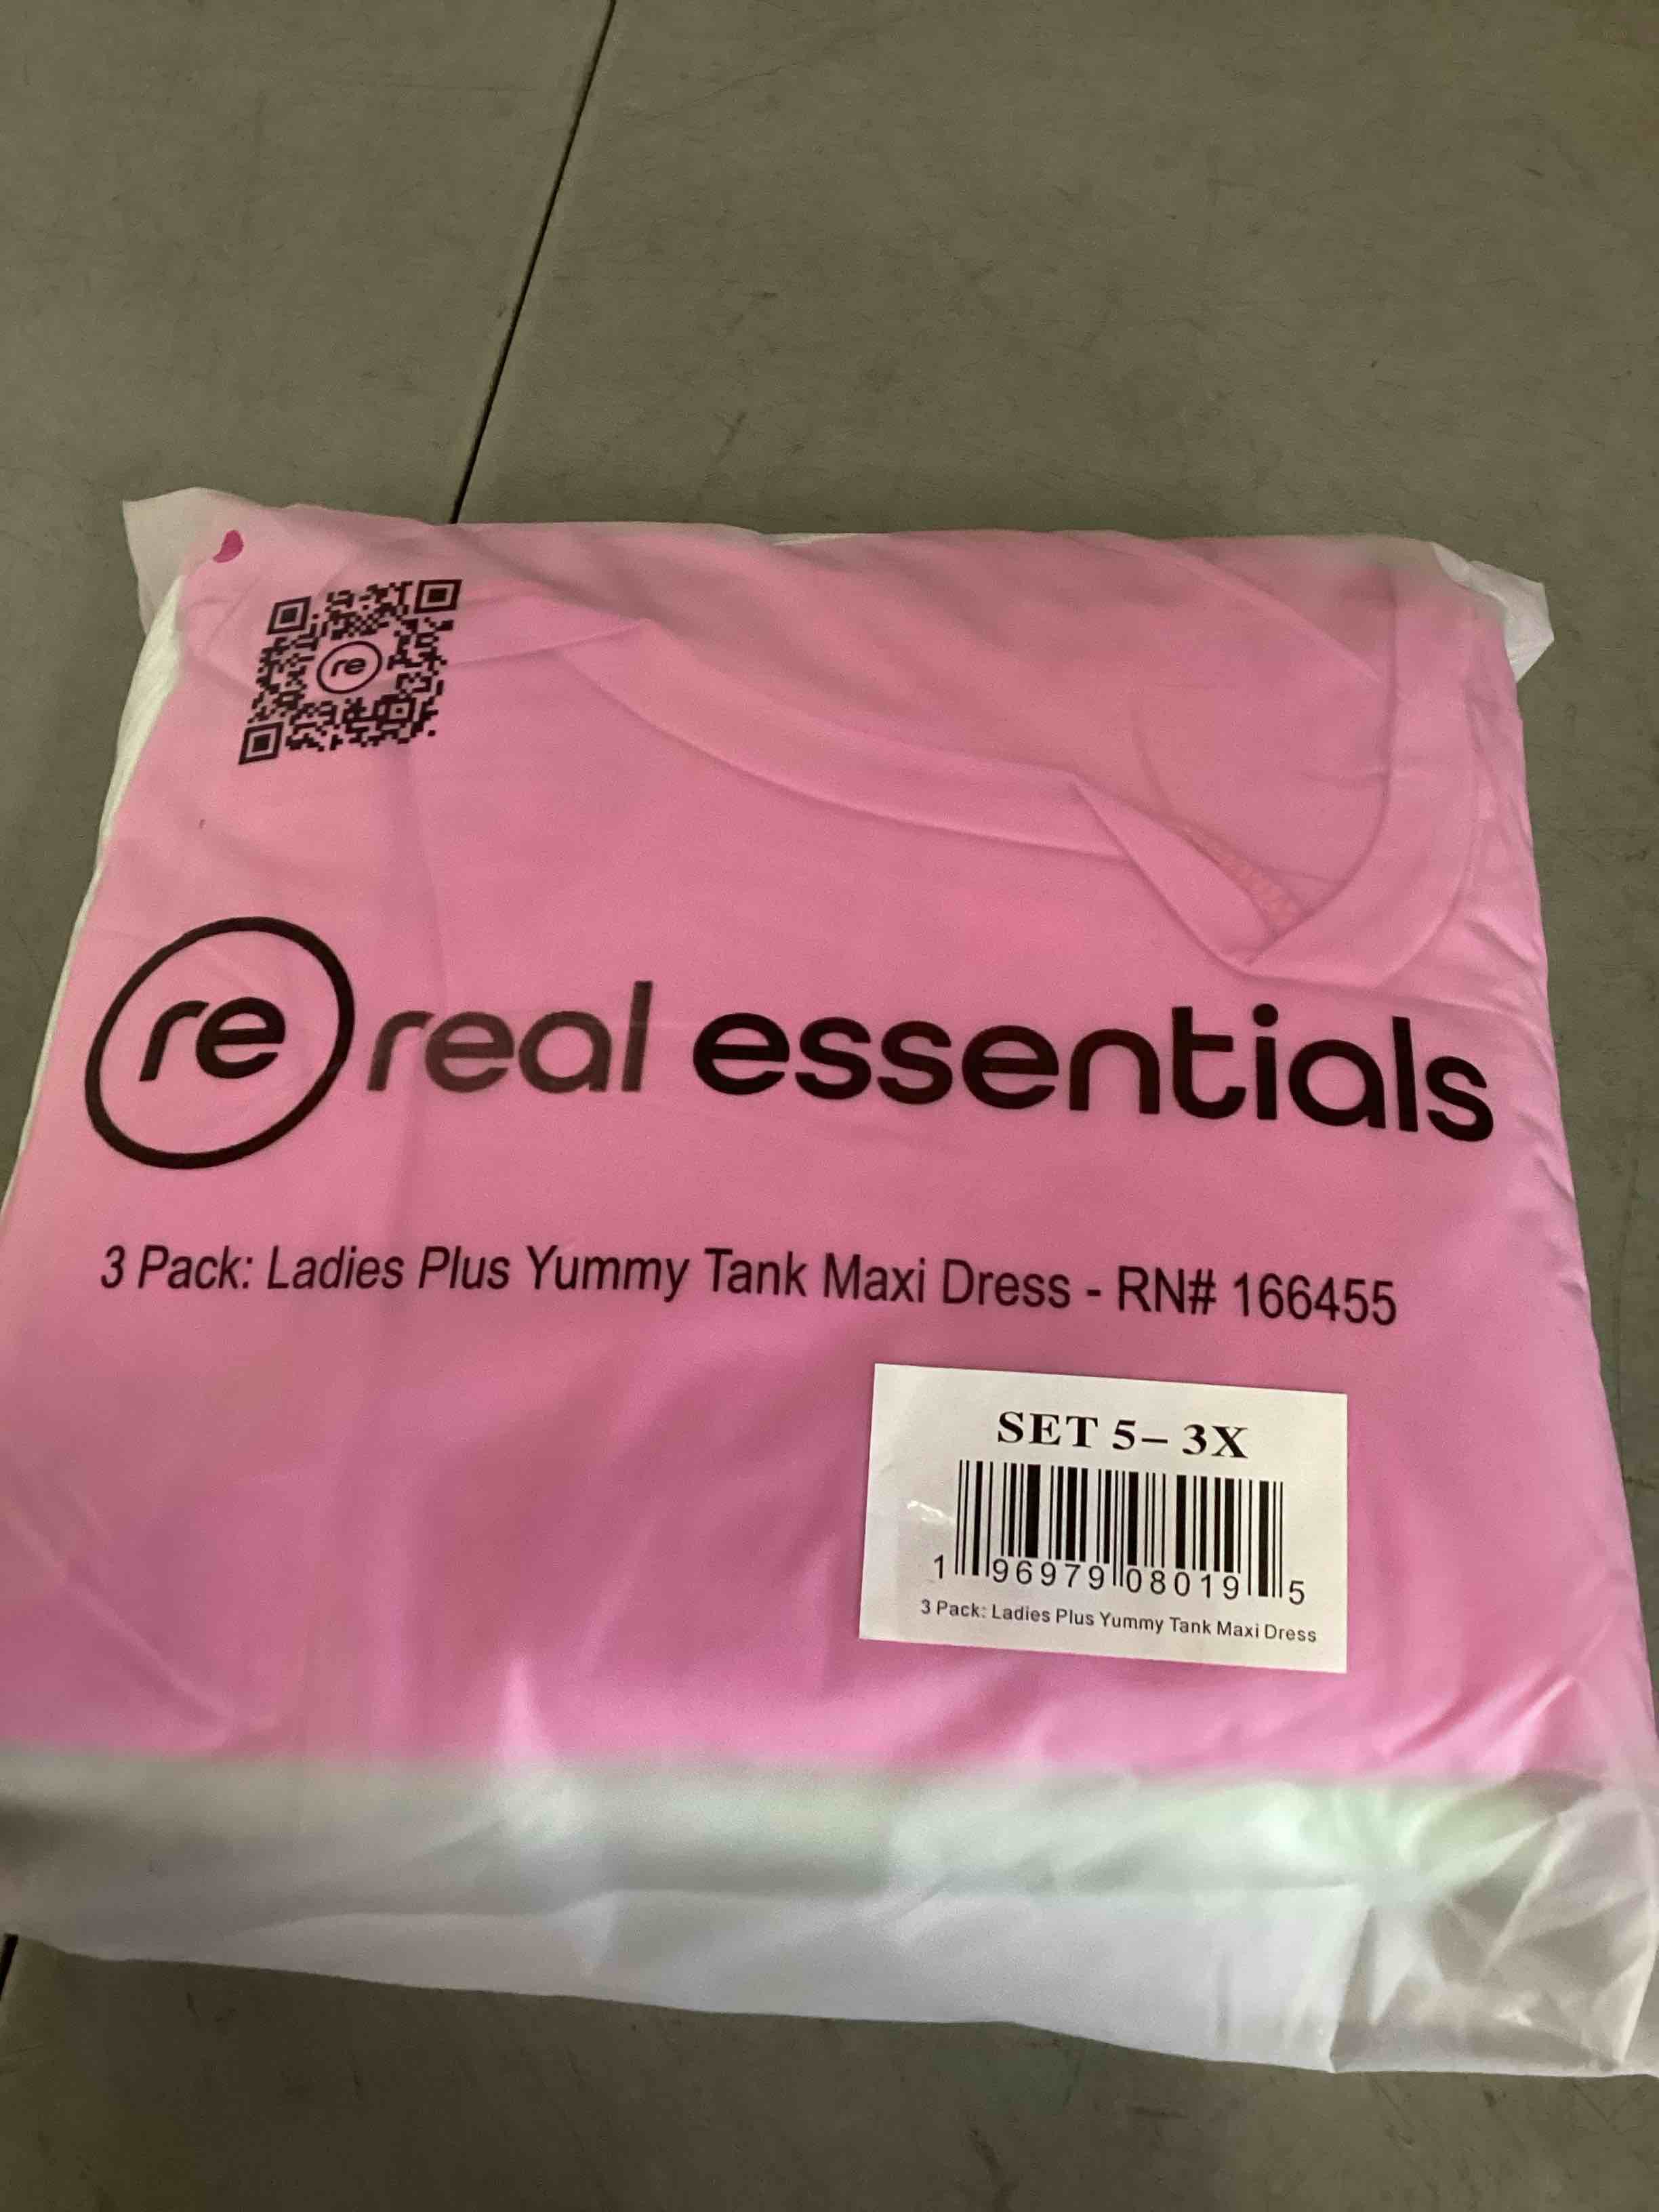 re
re real essentials
3 Pack: Ladies Plus Yummy Tank Maxi Dress - RN# 166455
SET 5- 3X
1 96979 08019 5
3 Pack: Ladies Plus Yummy Tank Maxi Dress